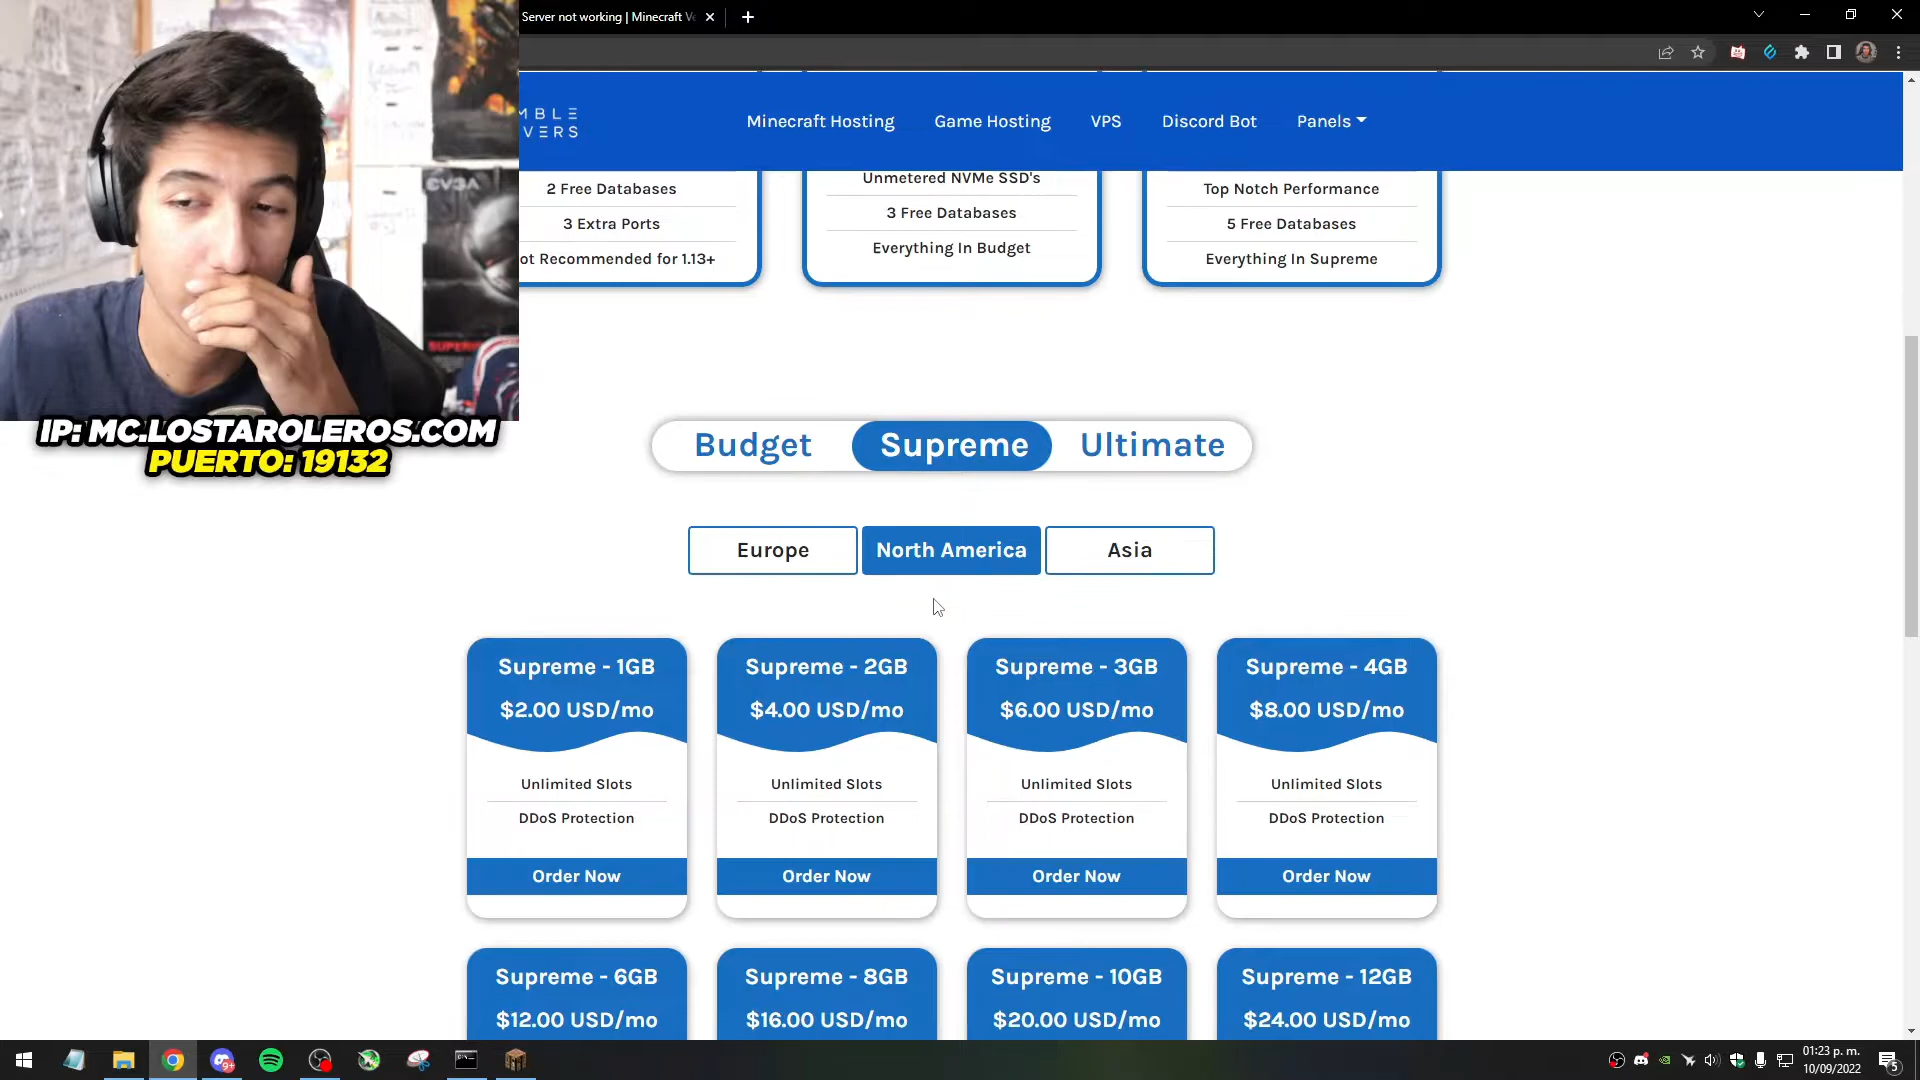 Server not working | Minecraft Ve
MBLE
VERS
Minecraft Hosting
Game Hosting
VPS
Discord Bot
Panels
2 Free Databases
3 Extra Ports
ot Recommended for 1.13+
Unmetered NVMe SSD's
3 Free Databases
Everything In Budget
Top Notch Performance
5 Free Databases
Everything In Supreme
EVGA
IP: MC.LOSTAROLEROS.COM
PUERTO: 19132
Budget
Supreme
Ultimate
Europe
North America
Asia
Supreme - 1GB
$2.00 USD/mo
Unlimited Slots
DDoS Protection
Order Now
Supreme - 2GB
$4.00 USD/mo
Unlimited Slots
DDoS Protection
Order Now
Supreme - 3GB
$6.00 USD/mo
Unlimited Slots
DDoS Protection
Order Now
Supreme - 4GB
$8.00 USD/mo
Unlimited Slots
DDoS Protection
Order Now
Supreme - 6GB
$12.00 USD/mo
Supreme - 8GB
$16.00 USD/mo
Supreme - 10GB
$20.00 USD/mo
Supreme - 12GB
$24.00 USD/mo
9+
01:23 p. m.
10/09/2022
5